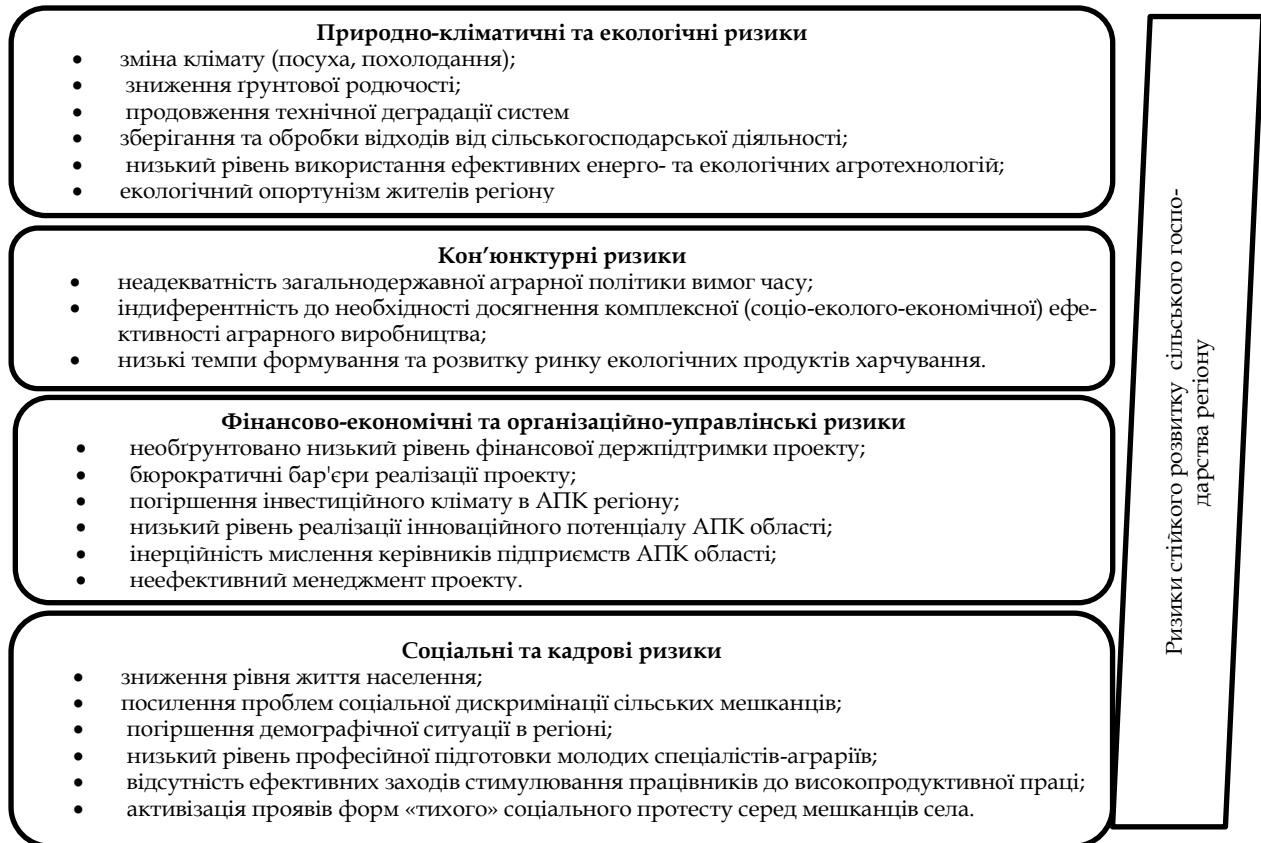 Природно-кліматичні та екологічні ризики
• зміна клімату (посуха, похолодання);
• зниження ґрунтової родючості;
• продовження технічної деградації систем
• зберігання та обробки відходів від сільськогосподарської діяльності;
• низький рівень використання ефективних енерго- та екологічних агротехнологій;
• екологічний опортунізм жителів регіону
Кон’юнктурні ризики
• неадекватність загальнодержавної аграрної політики вимог часу;
• індиферентність до необхідності досягнення комплексної (соціо-еколого-економічної) ефе-
ктивності аграрного виробництва;
• низькі темпи формування та розвитку ринку екологічних продуктів харчування.
Фінансово-економічні та організаційно-управлінські ризики
• необґрунтовано низький рівень фінансової держпідтримки проекту;
• бюрократичні бар'єри реалізації проекту;
• погіршення інвестиційного клімату в АПК регіону;
• низький рівень реалізації інноваційного потенціалу АПК області;
• інерційність мислення керівників підприємств АПК області;
• неефективний менеджмент проекту.
Соціальні та кадрові ризики
• зниження рівня життя населення;
• посилення проблем соціальної дискримінації сільських мешканців;
• погіршення демографічної ситуації в регіоні;
• низький рівень професійної підготовки молодих спеціалістів-аграріїв;
• відсутність ефективних заходів стимулювання працівників до високопродуктивної праці;
• активізація проявів форм «тихого» соціального протесту серед мешканців села.
Ризики стійкого розвитку сільського госпо-
дарства регіону